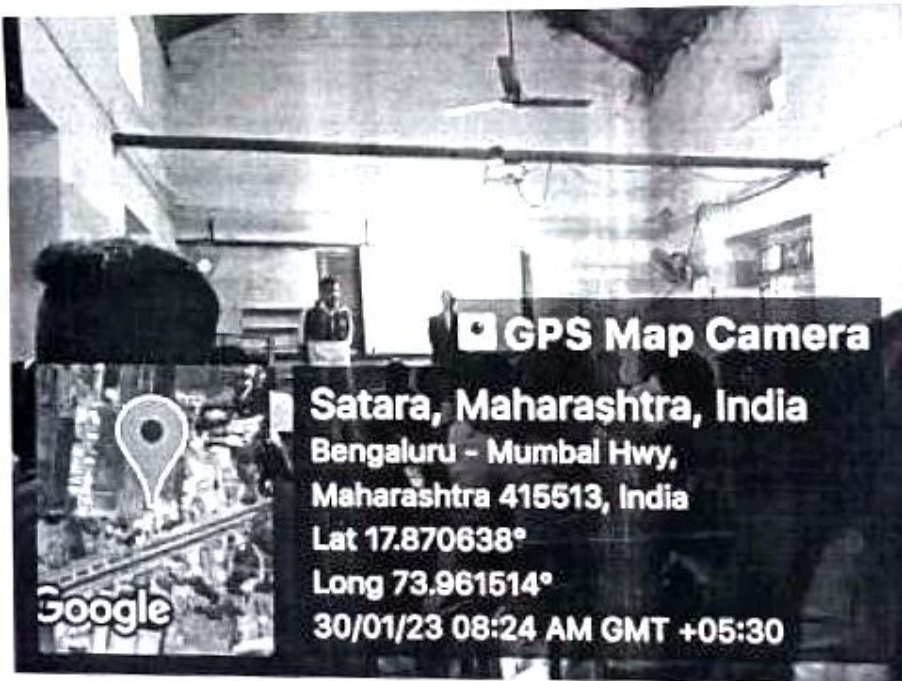 GPS Map Camera
Satara, Maharashtra, India
Bengaluru - Mumbai Hwy,
Maharashtra 415513, India
Lat 17.870638°
Long 73.961514°
30/01/23 08:24 AM GMT +05:30
Google